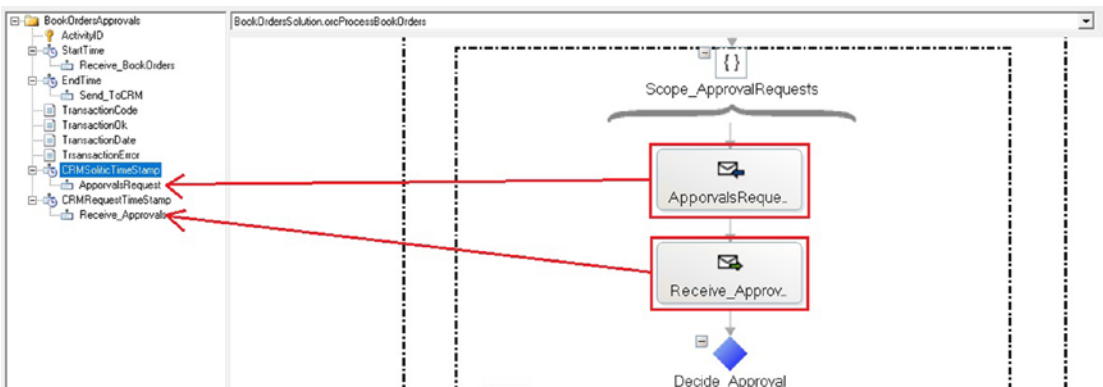 BookOrdersApprovals
ActivityID
StartTime
Receive_BookOrders
EndTime
Send_ToCRM
TransactionCode
TransactionOk
TransactionDate
TrsansactionError
CRMSoliticTimeStamp
ApporvalsRequest
CRMRequestTimeStamp
Receive_Approvals
BookOrdersSolution.orcProcessBookOrders
{ }
Scope_ApprovalRequests
ApporvalsReque..
Receive_Approv..
Decide_Approval